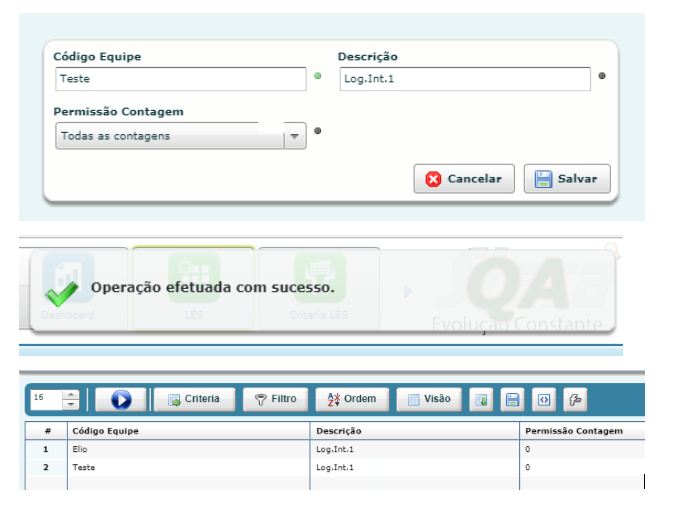 Código Equipe Descrição
Teste Log.Int.1
Permissão Contagem
Todas as contagens
Cancelar Salvar
Operação efetuada com sucesso.
QA
Dashboard LES Criteria LES
Evolução Constante
16 Criteria Filtro Ordem Visão
# Código Equipe Descrição Permissão Contagem
1 Elio Log.Int.1 0
2 Teste Log.Int.1 0